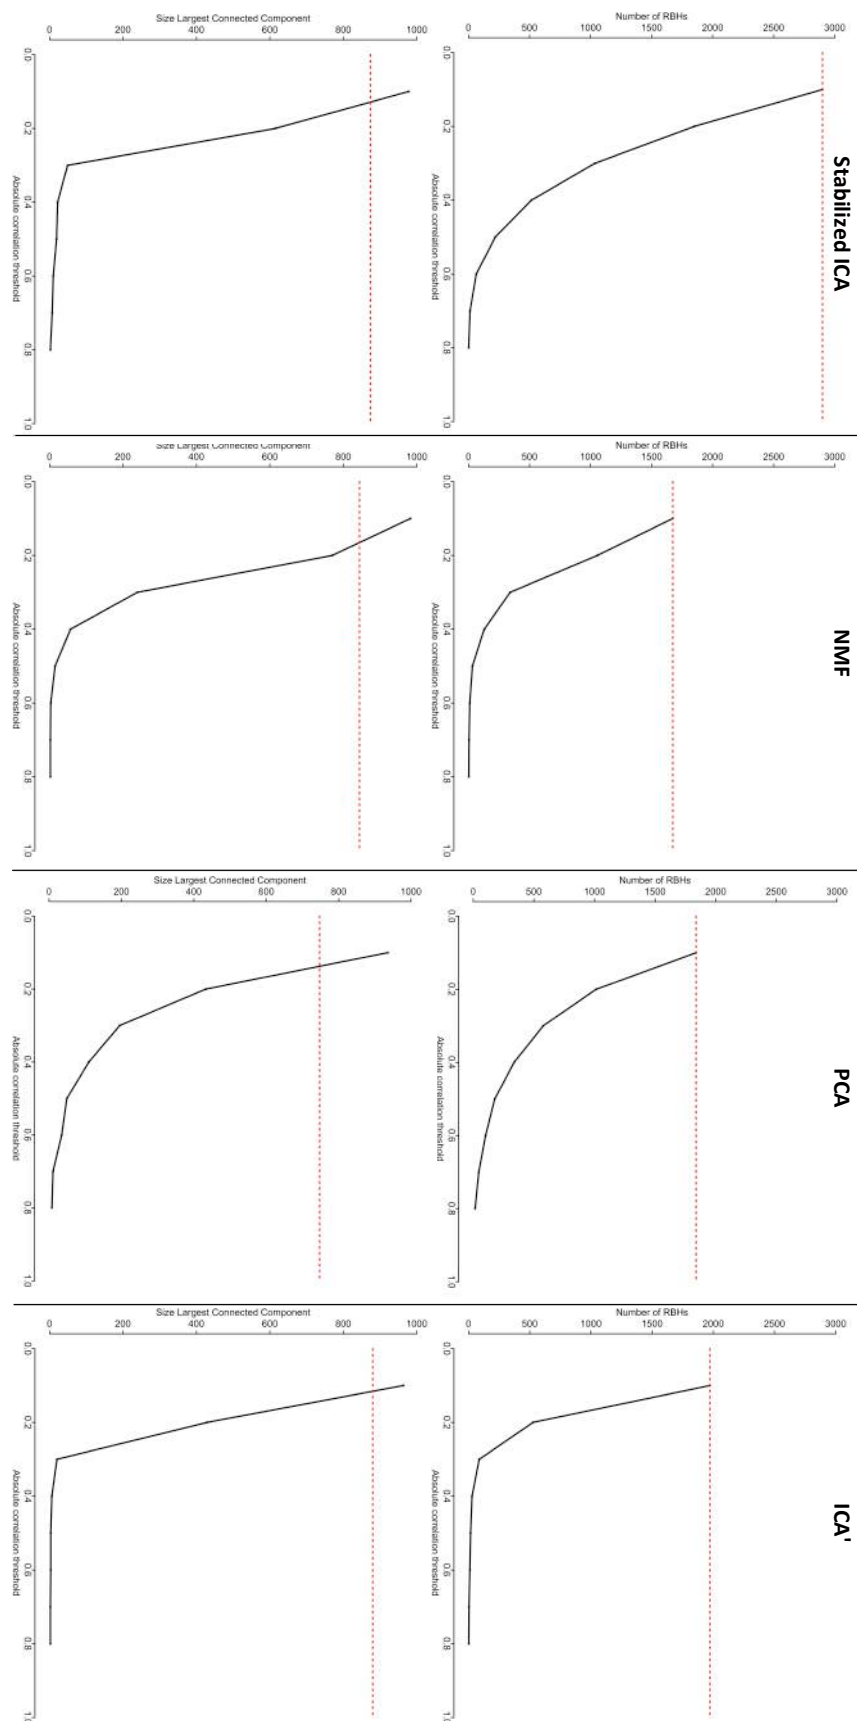 Stabilized ICA
Number of RBHs
0 500 1000 1500 2000 2500 3000
0.0 0.2 0.4 0.6 0.8 1.0
Absolute correlation threshold
Size Largest Connected Component
0 200 400 600 800 1000
0.0 0.2 0.4 0.6 0.8 1.0
Absolute correlation threshold
NMF
Number of RBHs
0 500 1000 1500 2000 2500 3000
0.0 0.2 0.4 0.6 0.8 1.0
Absolute correlation threshold
Size Largest Connected Component
0 200 400 600 800 1000
0.0 0.2 0.4 0.6 0.8 1.0
Absolute correlation threshold
PCA
Number of RBHs
0 500 1000 1500 2000 2500 3000
0.0 0.2 0.4 0.6 0.8 1.0
Absolute correlation threshold
Size Largest Connected Component
0 200 400 600 800 1000
0.0 0.2 0.4 0.6 0.8 1.0
Absolute correlation threshold
ICA'
Number of RBHs
0 500 1000 1500 2000 2500 3000
0.0 0.2 0.4 0.6 0.8 1.0
Absolute correlation threshold
Size Largest Connected Component
0 200 400 600 800 1000
0.0 0.2 0.4 0.6 0.8 1.0
Absolute correlation threshold